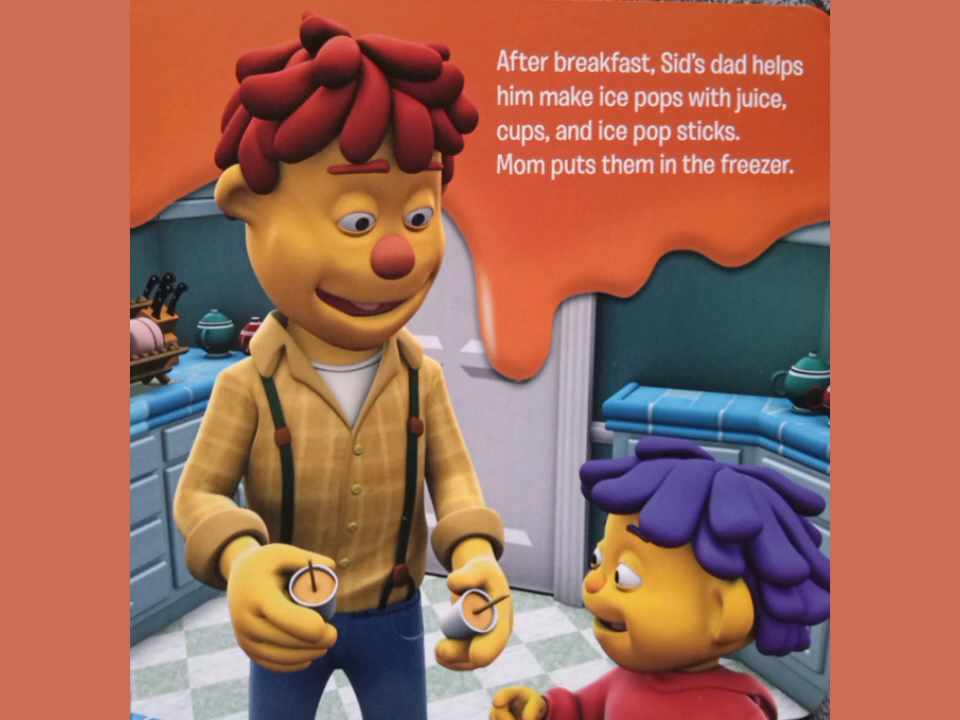 After breakfast, Sid's dad helps
him make ice pops with juice,
cups, and ice pop sticks.
Mom puts them in the freezer.